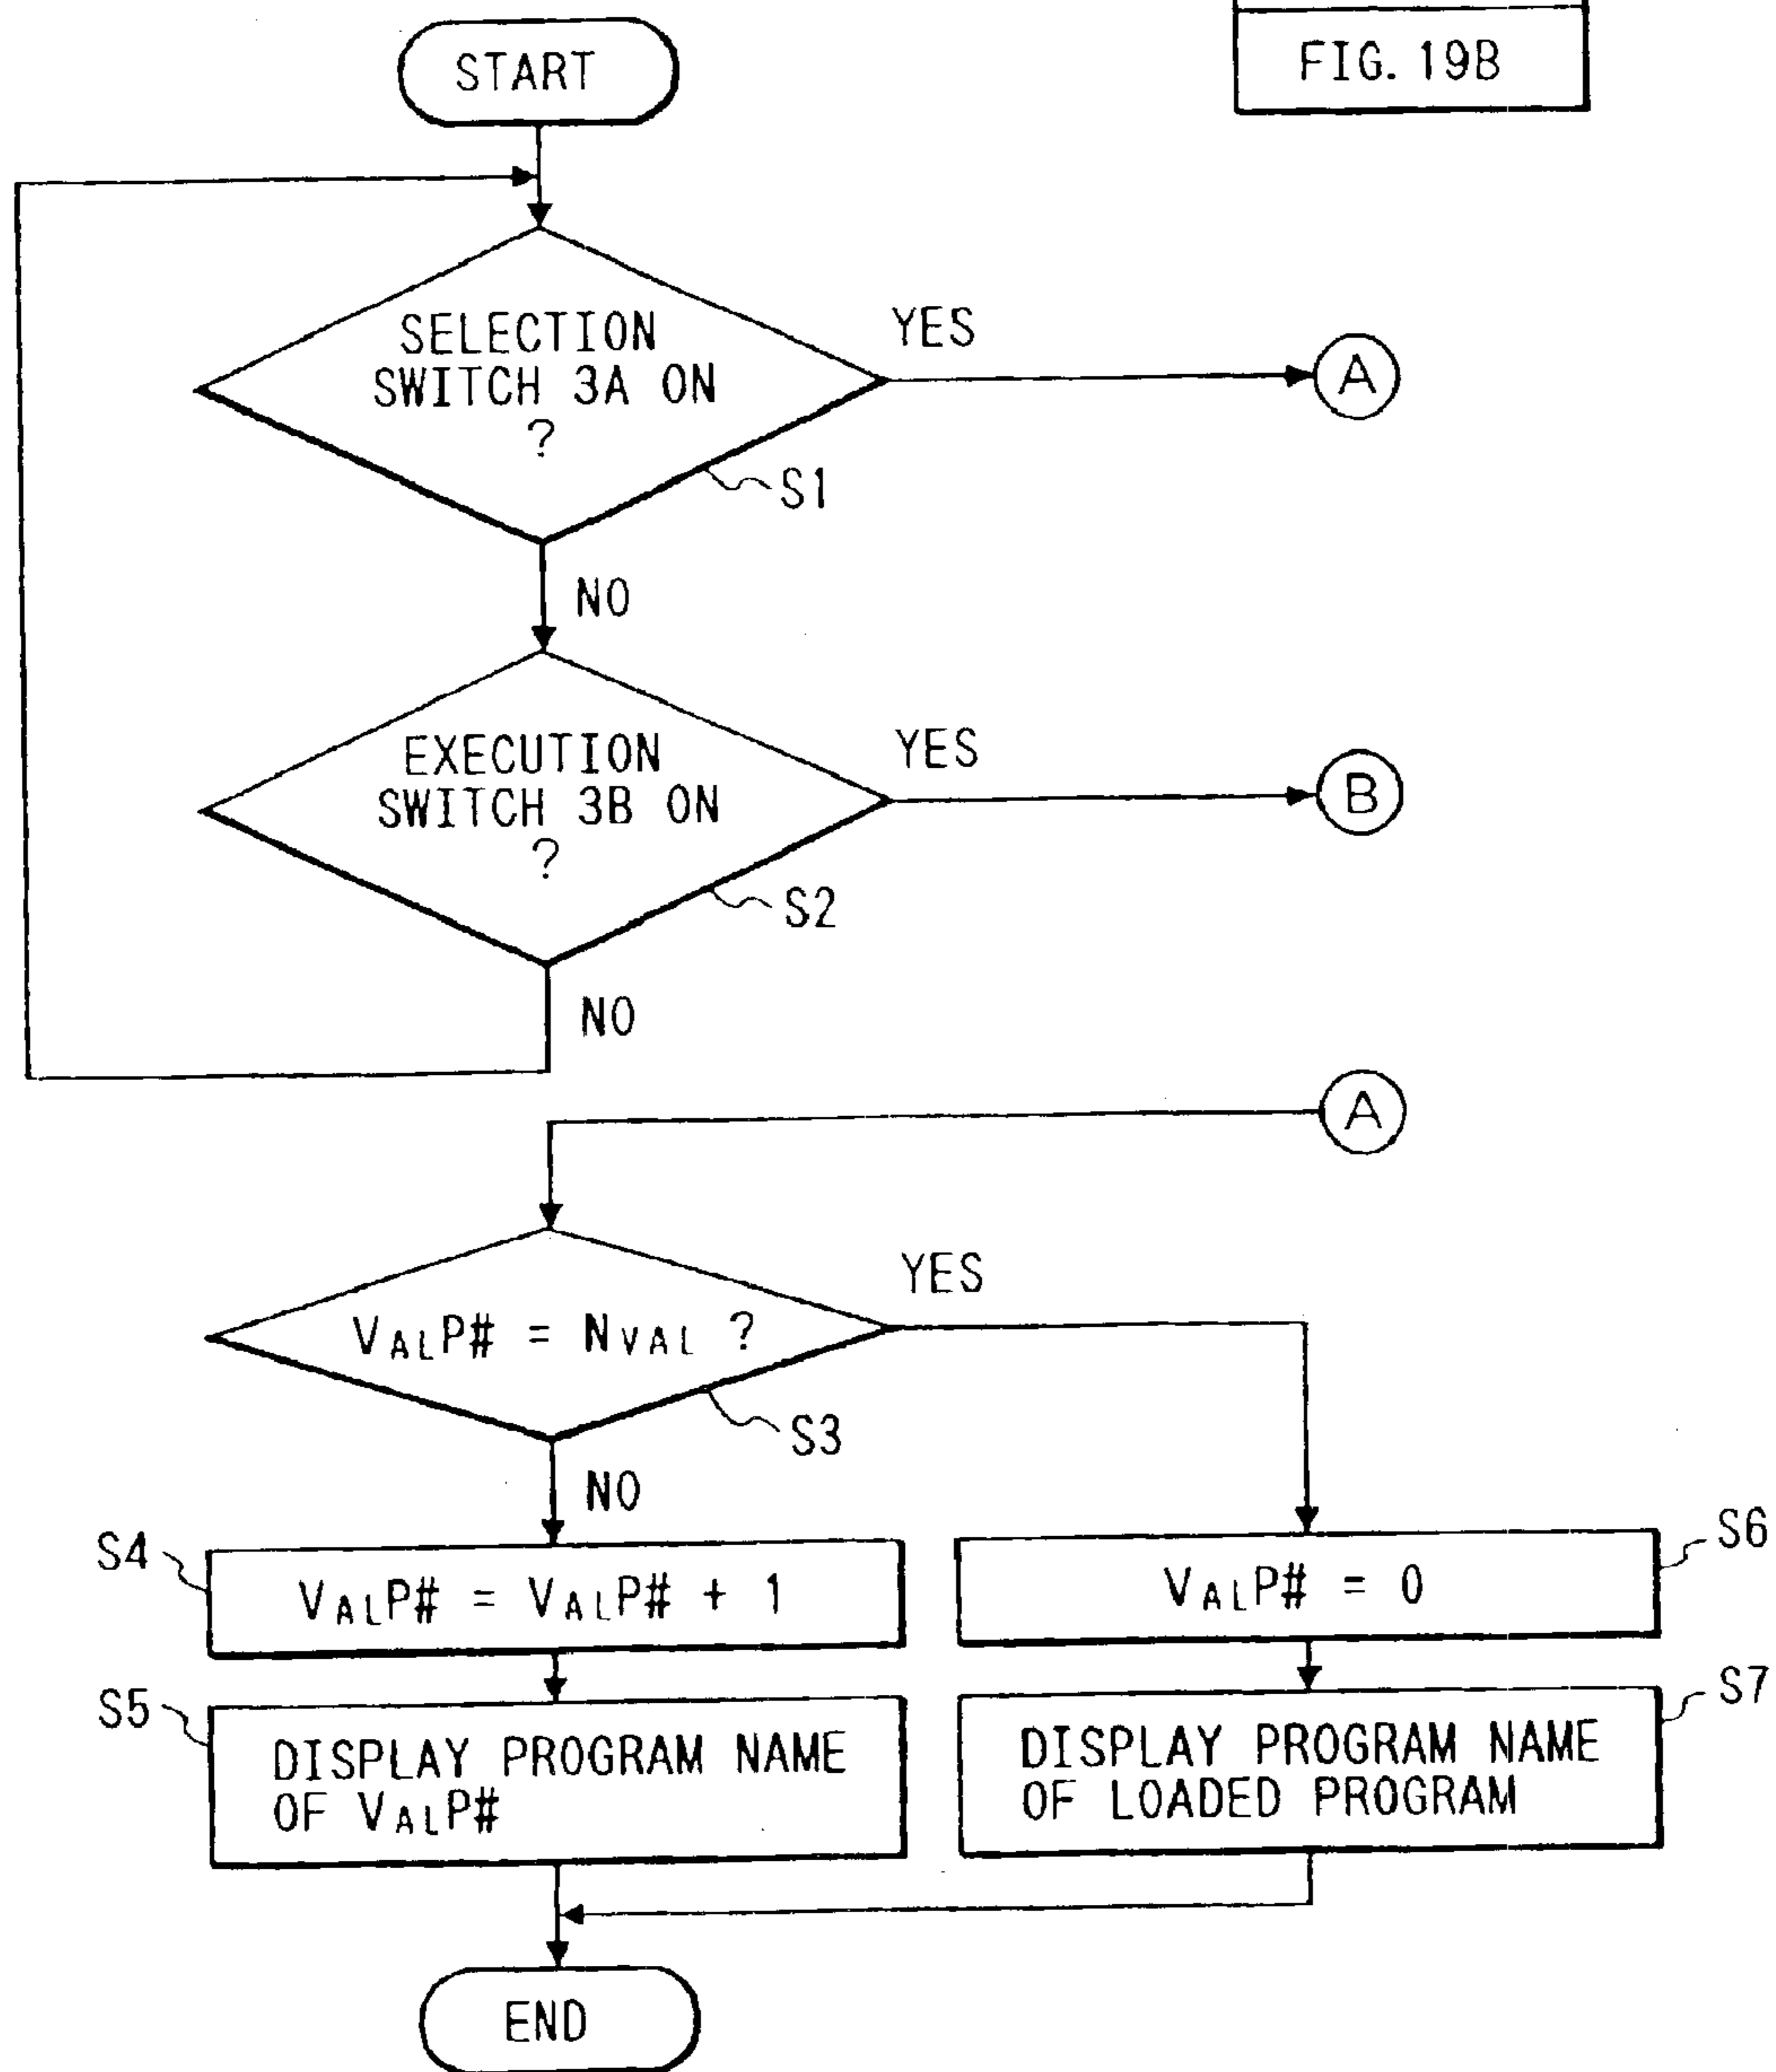 FIG. 19B
START
SELECTION
SWITCH 3A ON
?
YES
A
S1
NO
EXECUTION
SWITCH 3B ON
?
YES
B
S2
NO
A
VALP# = NVAL ?
YES
S3
NO
S4
VALP# = VALP# + 1
S6
VALP# = 0
S5
DISPLAY PROGRAM NAME
OF VALP#
S7
DISPLAY PROGRAM NAME
OF LOADED PROGRAM
END